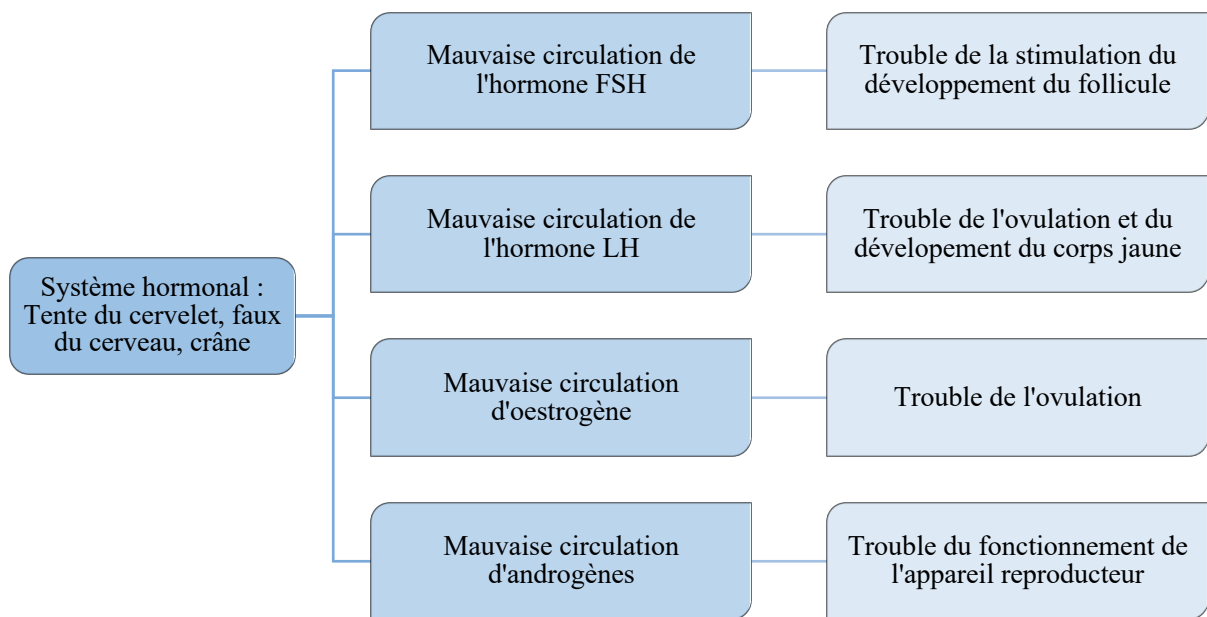 Mauvaise circulation de
l'hormone FSH
Trouble de la stimulation du
développement du follicule
Mauvaise circulation de
l'hormone LH
Trouble de l'ovulation et du
dévelopement du corps jaune
Système hormonal :
Tente du cervelet, faux
du cerveau, crâne
Mauvaise circulation
d'oestrogène
Trouble de l'ovulation
Mauvaise circulation
d'androgènes
Trouble du fonctionnement de
l'appareil reproducteur